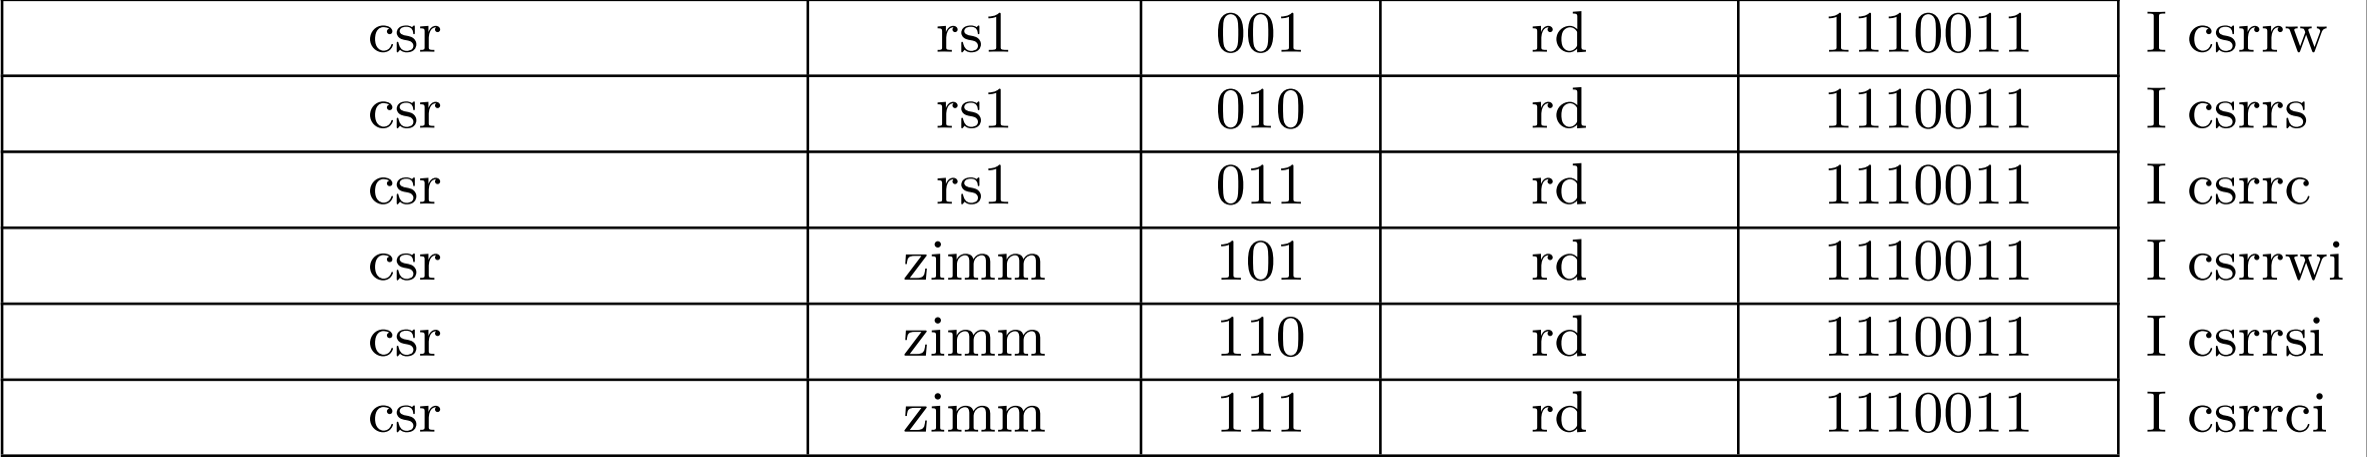 csr rs1 001 rd 1110011 I csrrw
csr rs1 010 rd 1110011 I csrrs
csr rs1 011 rd 1110011 I csrrc
csr zimm 101 rd 1110011 I csrrwi
csr zimm 110 rd 1110011 I csrrsi
csr zimm 111 rd 1110011 I csrrci